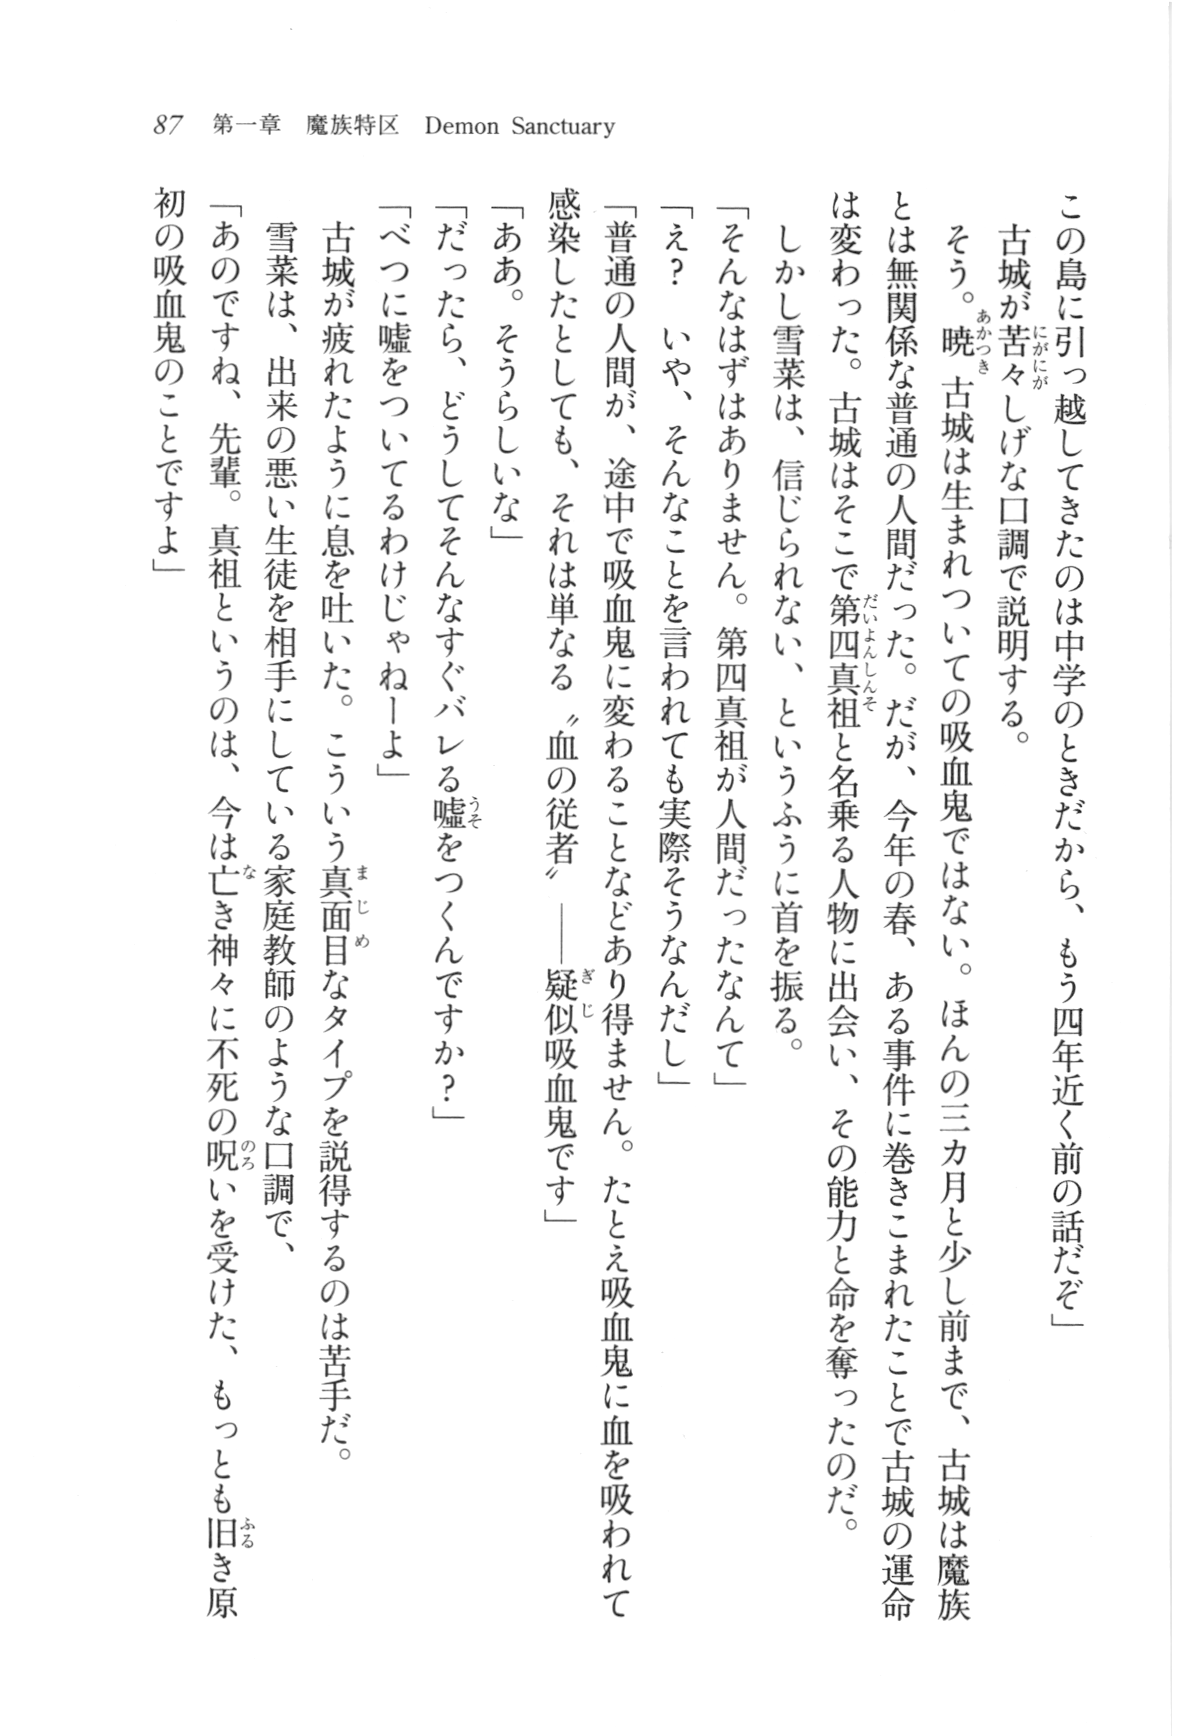 87　第一章　魔族特区　Demon Sanctuary
この島に引っ越してきたのは中学のときだから、もう四年近く前の話だぞ」
　古城が苦々しげな口調で説明する。
　そう。暁古城は生まれついての吸血鬼ではない。ほんの三カ月と少し前まで、古城は魔族
とは無関係な普通の人間だった。だが、今年の春、ある事件に巻きこまれたことで古城の運命
は変わった。古城はそこで第四真祖と名乗る人物に出会い、その能力と命を奪ったのだ。
　しかし雪菜は、信じられない、というふうに首を振る。
「そんなはずはありません。第四真祖が人間だったなんて」
「え？　いや、そんなことを言われても実際そうなんだし」
「普通の人間が、途中で吸血鬼に変わることなどあり得ません。たとえ吸血鬼に血を吸われて
感染したとしても、それは単なる〝血の従者〟――疑似吸血鬼です」
「ああ。そうらしいな」
「だったら、どうしてそんなすぐバレる嘘をつくんですか？」
「べつに嘘をついてるわけじゃねーよ」
　古城が疲れたように息を吐いた。こういう真面目なタイプを説得するのは苦手だ。
　雪菜は、出来の悪い生徒を相手にしている家庭教師のような口調で、
「あのですね、先輩。真祖というのは、今は亡き神々に不死の呪いを受けた、もっとも旧き原
初の吸血鬼のことですよ」